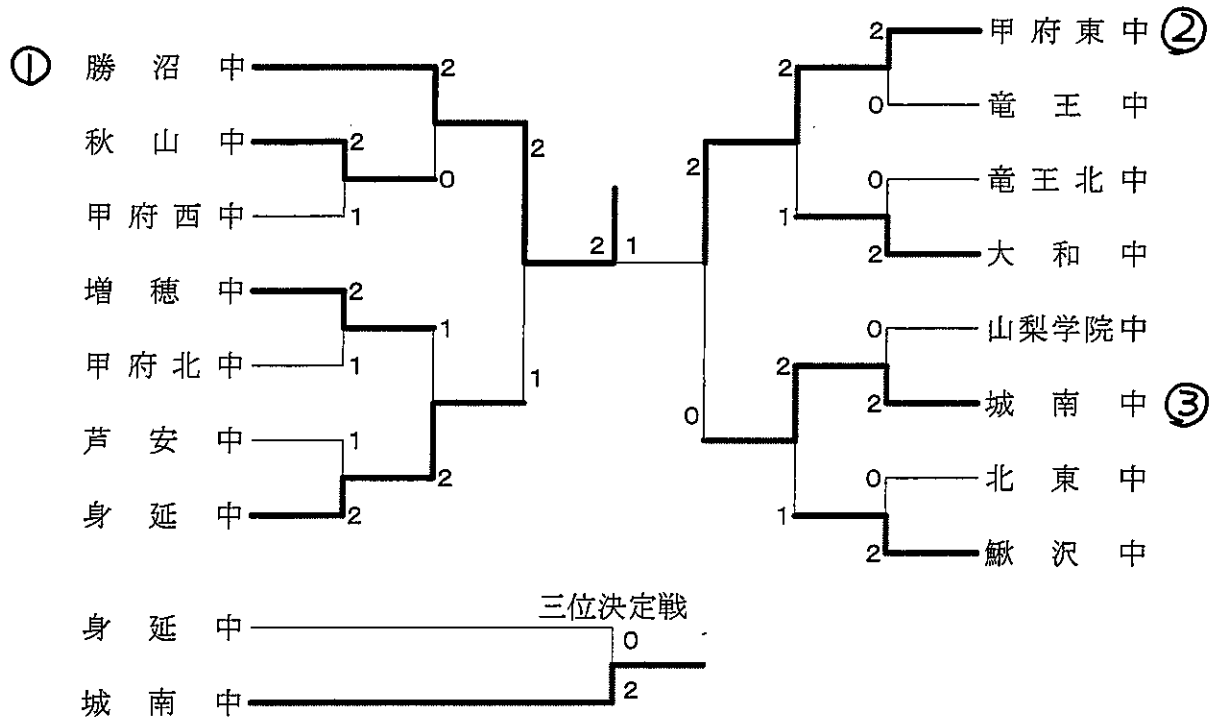 ① 勝沼中
2
秋山中
2
0
甲府西中
1
増穂中
2
1
甲府北中
1
芦安中
1
2
身延中
2
2
1
2 1
2
0
2
1
2
1
2 甲府東中 ②
0 竜王中
0 竜王北中
2 大和中
0 山梨学院中
2 城南中 ③
0 北東中
2 鰍沢中
三位決定戦
身延中
0
城南中
2